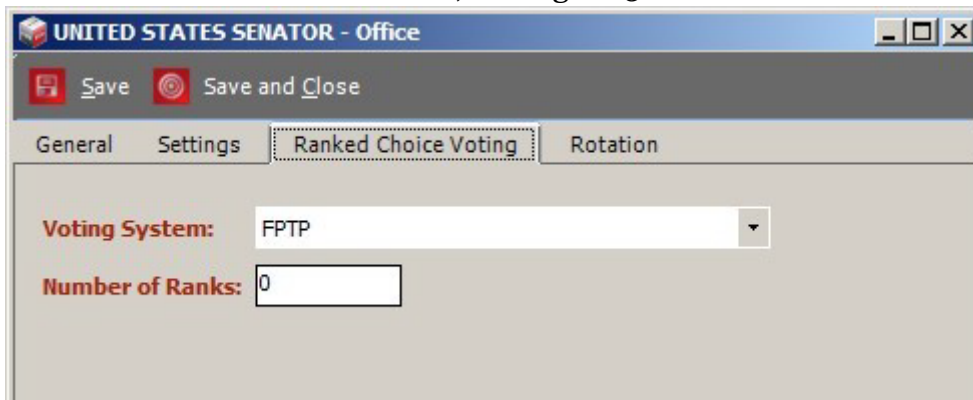 UNITED STATES SENATOR - Office
Save Save and Close
General Settings Ranked Choice Voting Rotation
Voting System: FPTP
Number of Ranks: 0